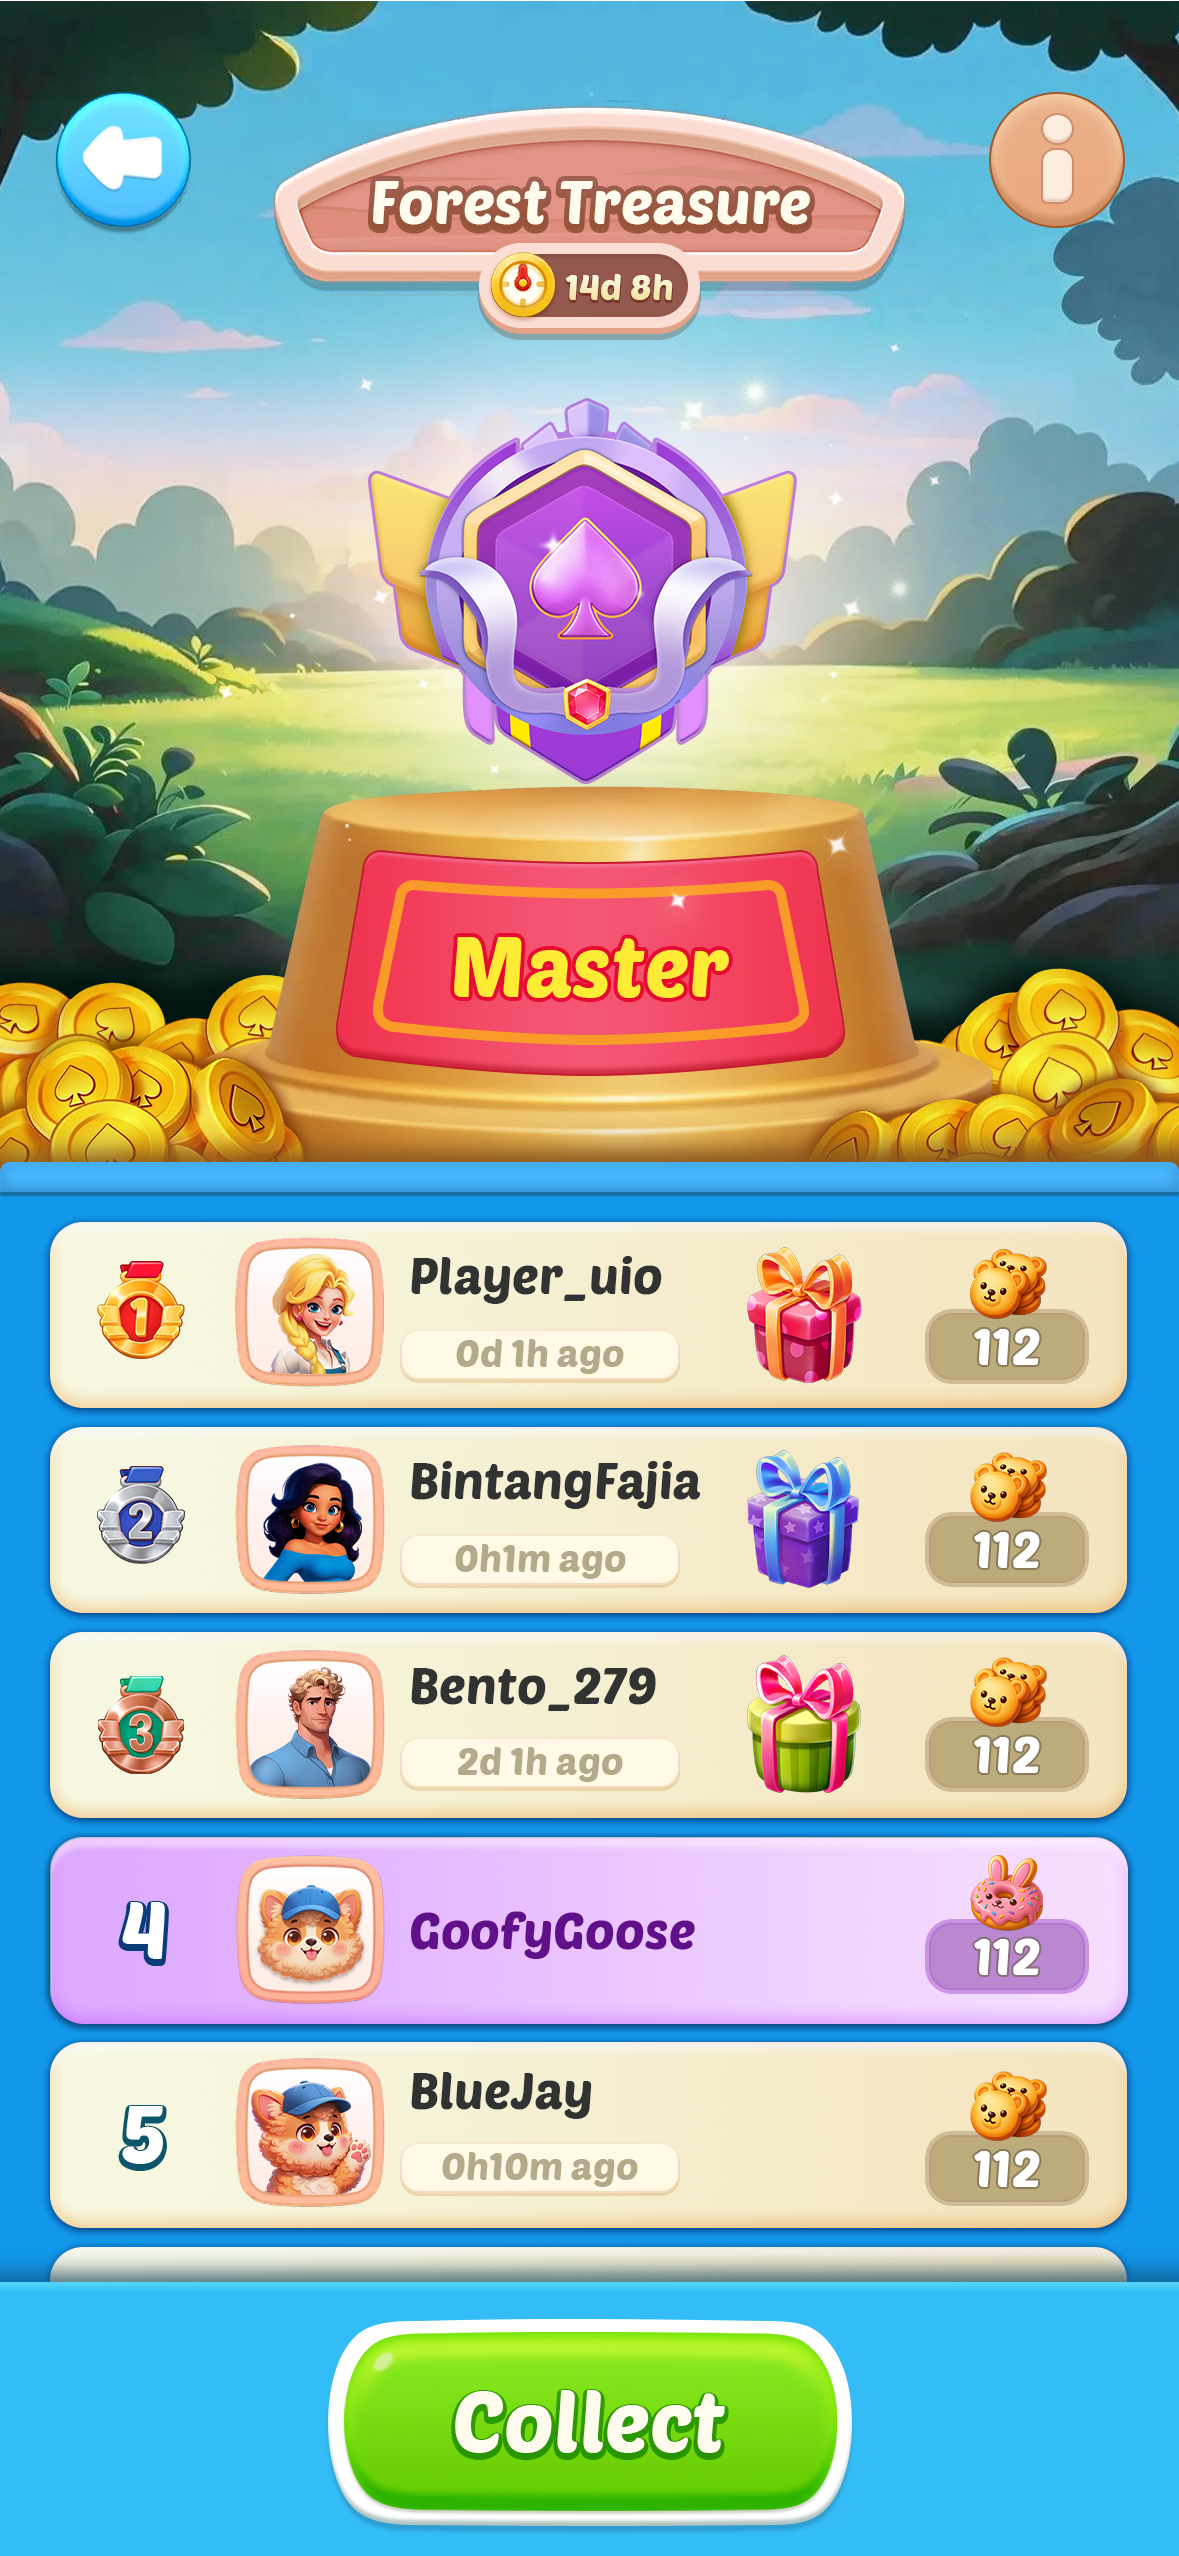 Forest Treasure
14d 8h
Master
1
Player_uio
0d 1h ago
112
2
BintangFajia
0h1m ago
112
3
Bento_279
2d 1h ago
112
4
GoofyGoose
112
5
BlueJay
0h10m ago
112
Collect